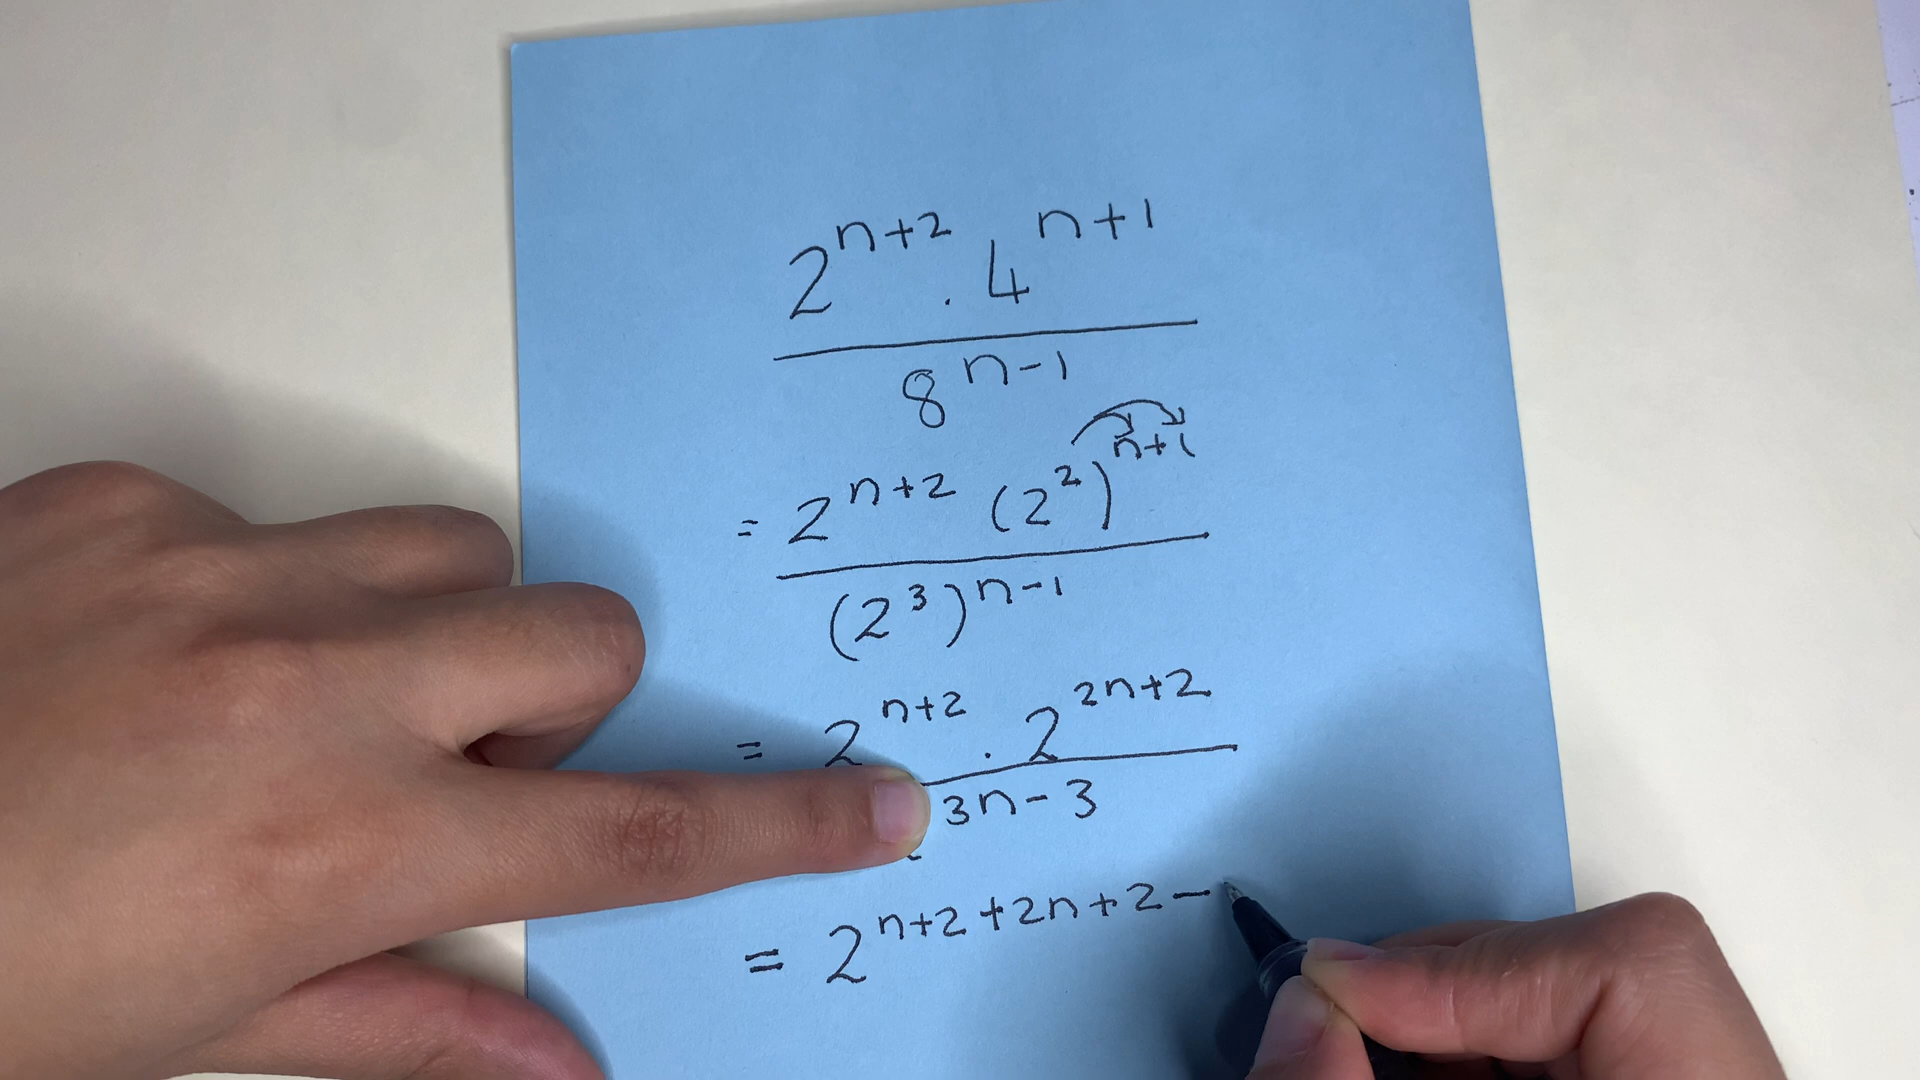 2^{n+2} . 4^{n+1}
8^{n-1}
= 2^{n+2} (2^2)^{n+1}
(2^3)^{n-1}
= 2^{n+2} . 2^{2n+2}
3n-3
= 2^{n+2+2n+2-